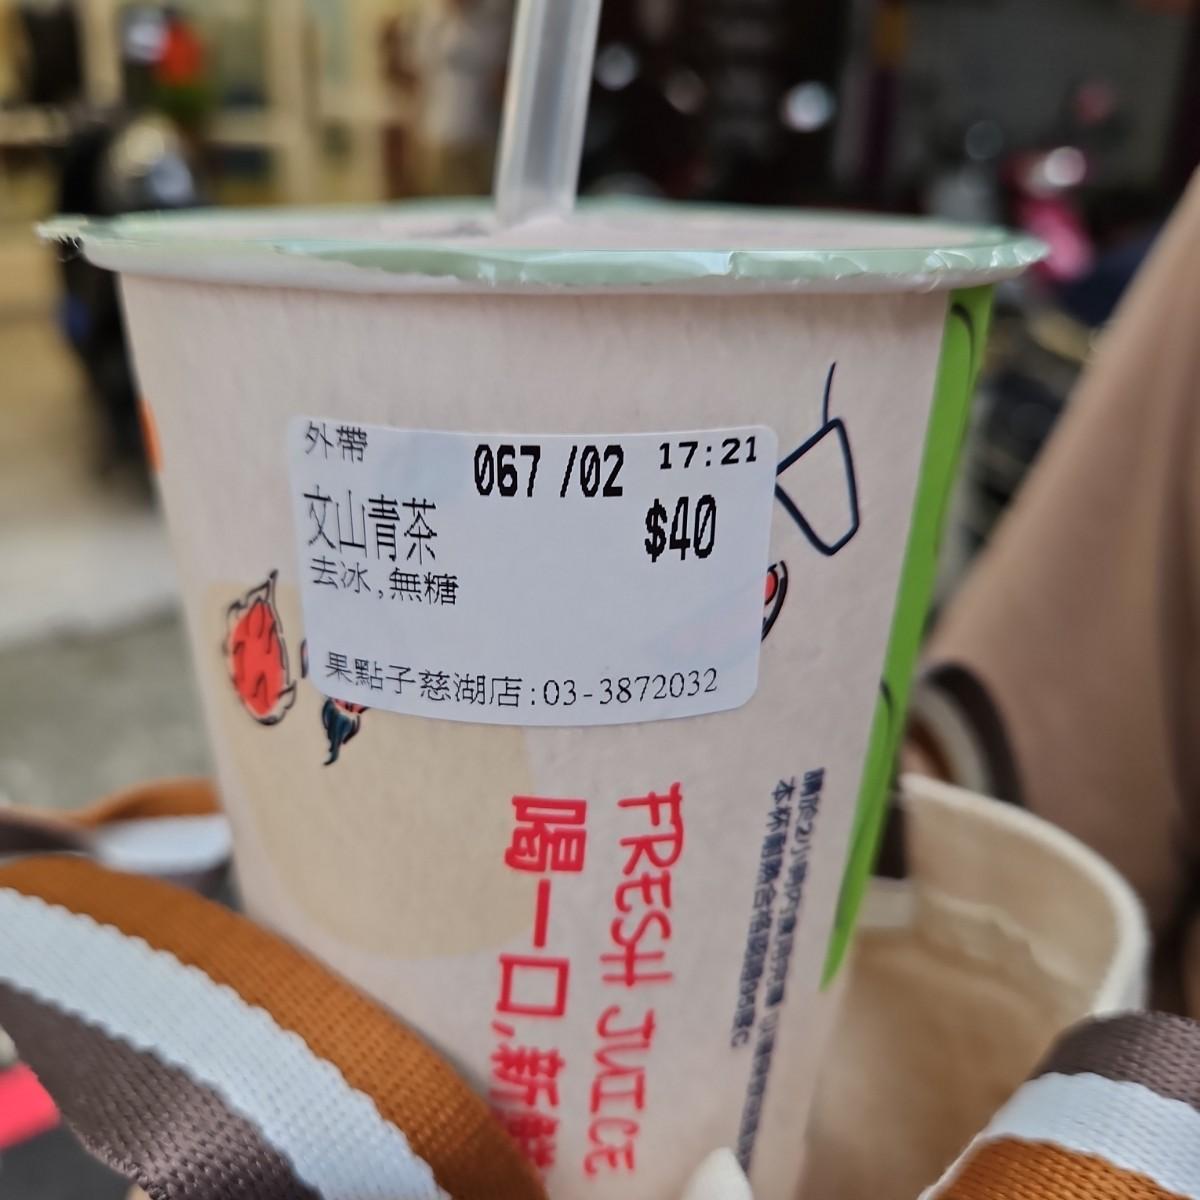 外帶 067 /02 17:21
文山青茶 $40
去冰,無糖
果點子慈湖店:03-3872032
FRESH JUICE
喝一口,新鮮